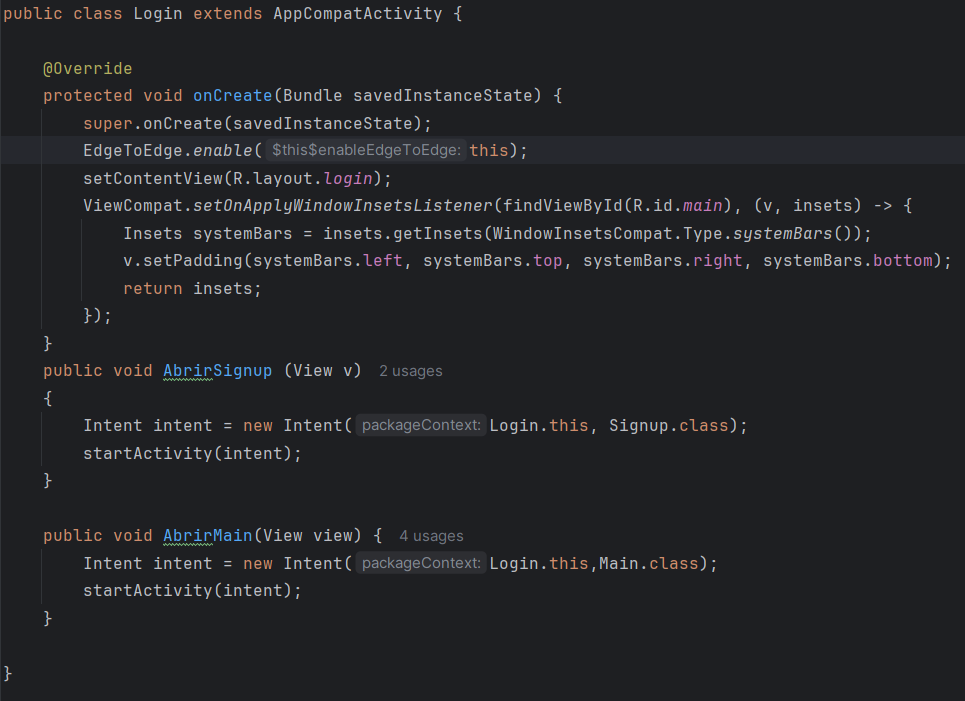 public class Login extends AppCompatActivity {
@Override
protected void onCreate(Bundle savedInstanceState) {
super.onCreate(savedInstanceState);
EdgeToEdge.enable( $this$enableEdgeToEdge: this);
setContentView(R.layout.login);
ViewCompat.setOnApplyWindowInsetsListener(findViewById(R.id.main), (v, insets) -> {
Insets systemBars = insets.getInsets(WindowInsetsCompat.Type.systemBars());
v.setPadding(systemBars.left, systemBars.top, systemBars.right, systemBars.bottom);
return insets;
});
}
public void AbrirSignup (View v) 2 usages
{
Intent intent = new Intent( packageContext: Login.this, Signup.class);
startActivity(intent);
}
public void AbrirMain(View view) { 4 usages
Intent intent = new Intent( packageContext: Login.this,Main.class);
startActivity(intent);
}
}